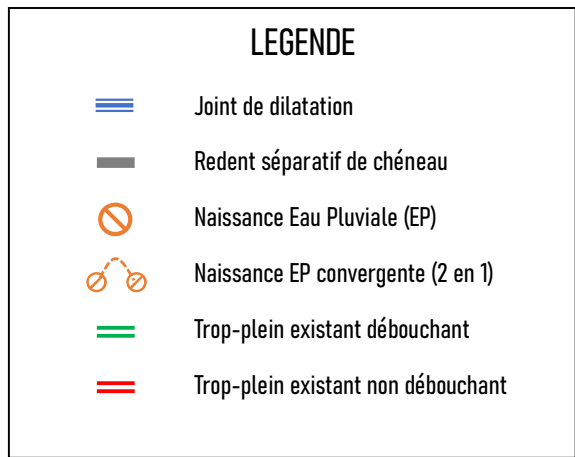 LEGENDE
Joint de dilatation
Redent séparatif de chéneau
Naissance Eau Pluviale (EP)
Naissance EP convergente (2 en 1)
Trop-plein existant débouchant
Trop-plein existant non débouchant